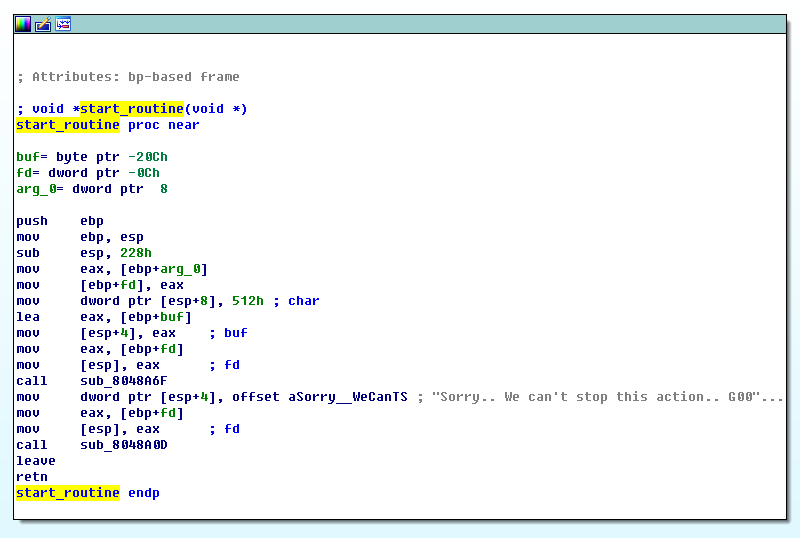 ; Attributes: bp-based frame
; void *start_routine(void *)
start_routine proc near
buf= byte ptr -20Ch
fd= dword ptr -0Ch
arg_0= dword ptr  8
push    ebp
mov     ebp, esp
sub     esp, 228h
mov     eax, [ebp+arg_0]
mov     [ebp+fd], eax
mov     dword ptr [esp+8], 512h ; char
lea     eax, [ebp+buf]
mov     [esp+4], eax    ; buf
mov     eax, [ebp+fd]
mov     [esp], eax      ; fd
call    sub_8048A6F
mov     dword ptr [esp+4], offset aSorry__WeCanTS ; "Sorry.. We can't stop this action.. G00"...
mov     eax, [ebp+fd]
mov     [esp], eax      ; fd
call    sub_8048A0D
leave
retn
start_routine endp